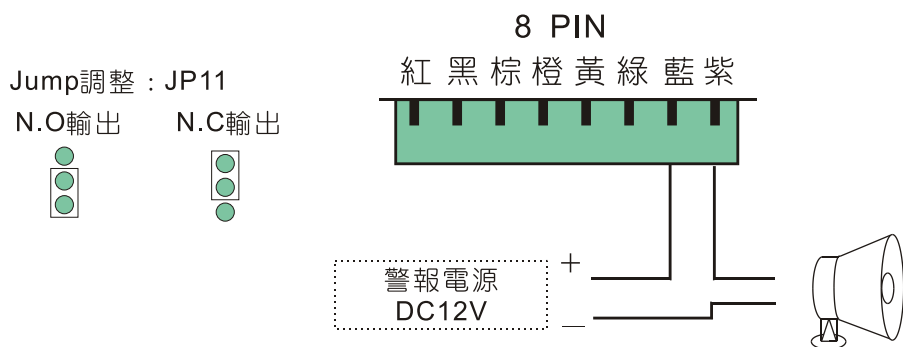 8 PIN
紅 黑 棕 橙 黃 綠 藍 紫
Jump調整：JP11
N.O輸出 N.C輸出
警報電源
DC12V
+
—